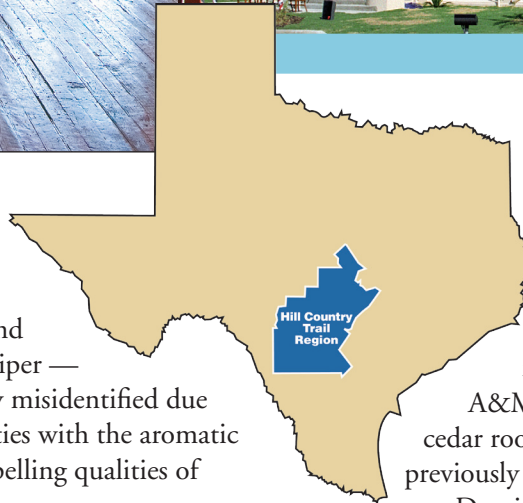 Hill Country
Trail
Region
nd
iper —
misidentified due
ties with the aromatic
pelling qualities of
A&M
cedar roo
previously